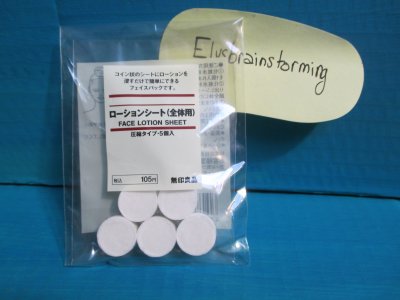 Elucbrainstorming
コイン状のシートにローションを
浸すだけで簡単にできる
フェイスパックです。
ローションシート(全体用)
FACE LOTION SHEET
圧縮タイプ・5個入
税込 105円 無印良品